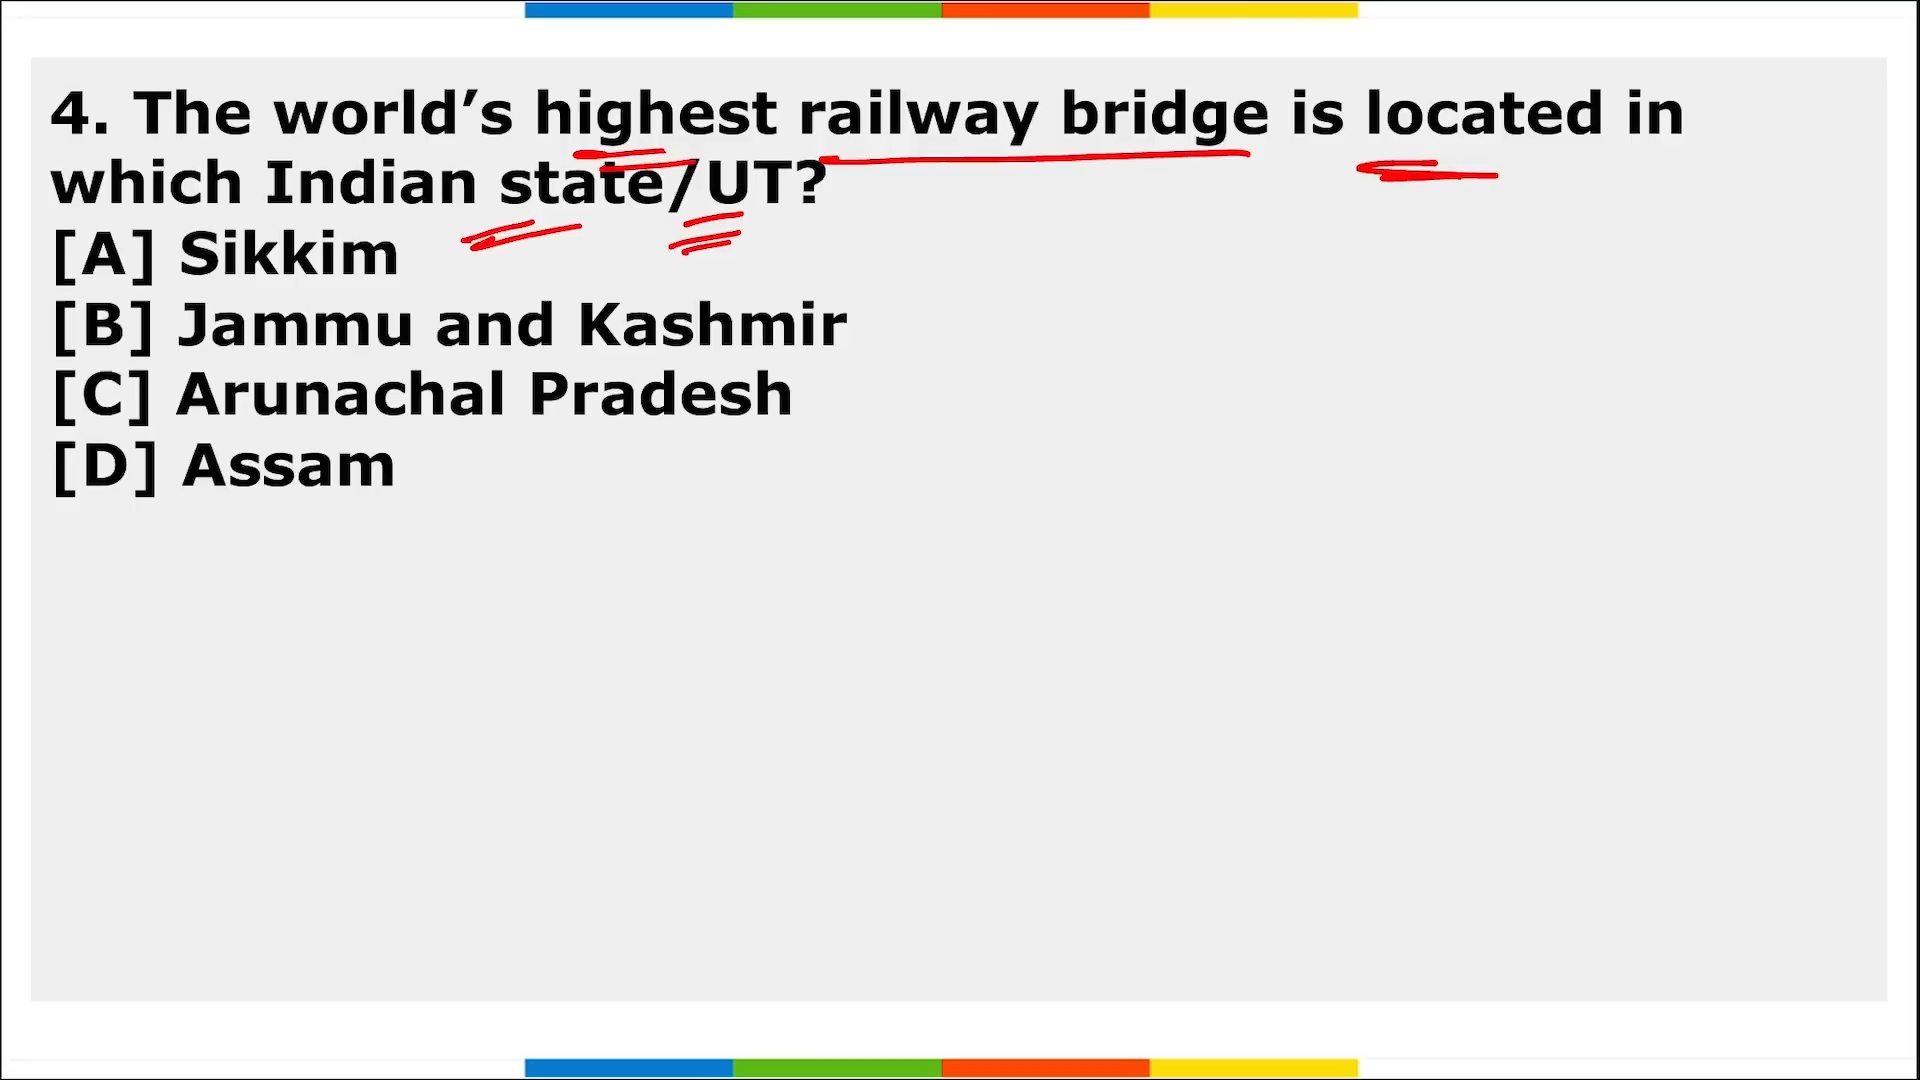 4. The world’s highest railway bridge is located in
which Indian state/UT?
[A] Sikkim
[B] Jammu and Kashmir
[C] Arunachal Pradesh
[D] Assam